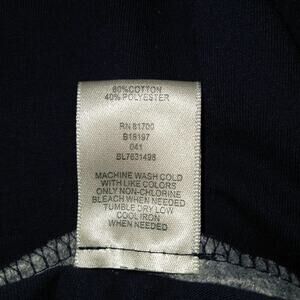 60%COTTON
40%POLYESTER
RN 81700
B18197
041
BL7631498
MACHINE WASH COLD
WITH LIKE COLORS
ONLY NON-CHLORINE
BLEACH WHEN NEEDED
TUMBLE DRY LOW
COOL IRON
WHEN NEEDED